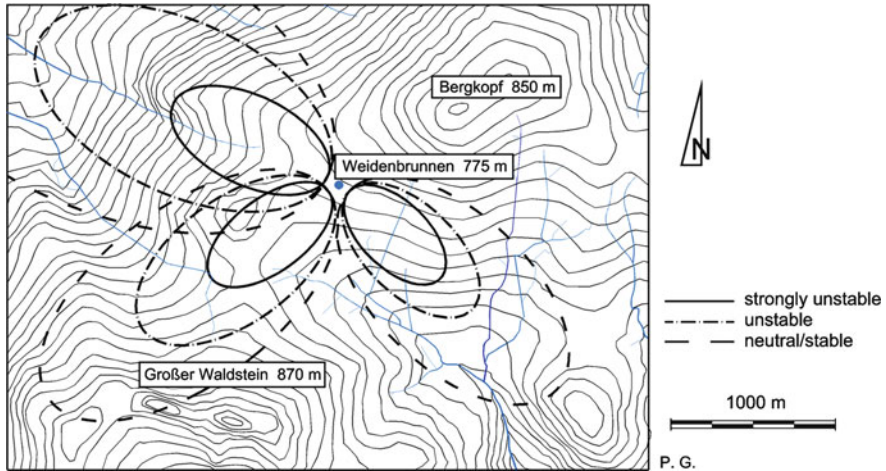 Bergkopf 850 m
Weidenbrunnen 775 m
Großer Waldstein 870 m
N
strongly unstable
unstable
neutral/stable
1000 m
P. G.